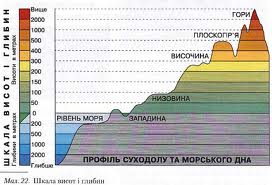 ШКАЛА ВИСОТ І ГЛИБИН
Висоти в метрах
Глибини в метрах
Вище
2000
1000
500
200
0
200
2000
Глибше
ГОРИ
ПЛОСКОГІР'Я
ВИСОЧИНА
НИЗОВИНА
РІВЕНЬ МОРЯ
ЗАПАДИНА
ПРОФІЛЬ СУХОДОЛУ ТА МОРСЬКОГО ДНА
Мал. 22. Шкала висот і глибин